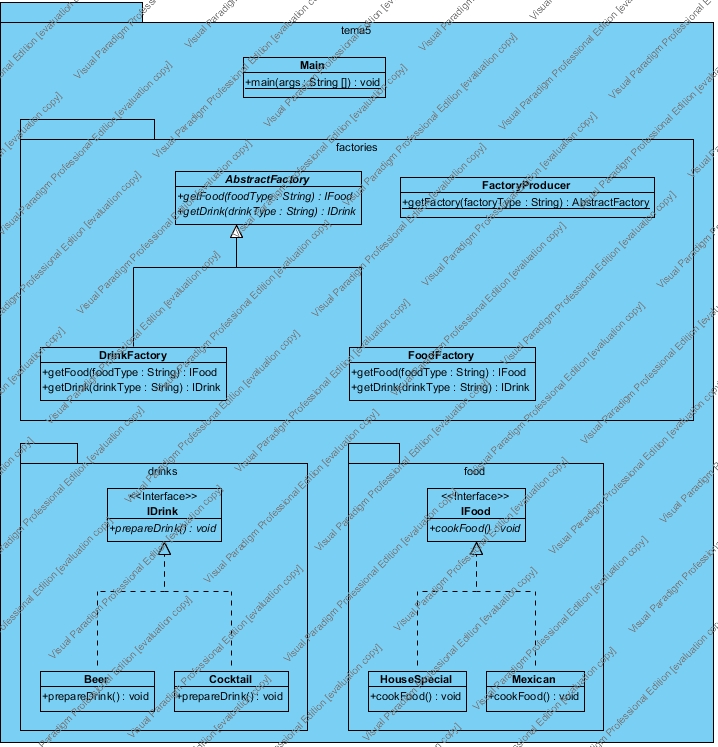 tema5
Main
+main(args : String []) : void
factories
AbstractFactory
+getFood(foodType : String) : IFood
+getDrink(drinkType : String) : IDrink
FactoryProducer
+getFactory(factoryType : String) : AbstractFactory
DrinkFactory
+getFood(foodType : String) : IFood
+getDrink(drinkType : String) : IDrink
FoodFactory
+getFood(foodType : String) : IFood
+getDrink(drinkType : String) : IDrink
drinks
<<Interface>>
IDrink
+prepareDrink() : void
Beer
+prepareDrink() : void
Cocktail
+prepareDrink() : void
food
<<Interface>>
IFood
+cookFood() : void
HouseSpecial
+cookFood() : void
Mexican
+cookFood() : void
Visual Paradigm Professional Edition [evaluation copy]